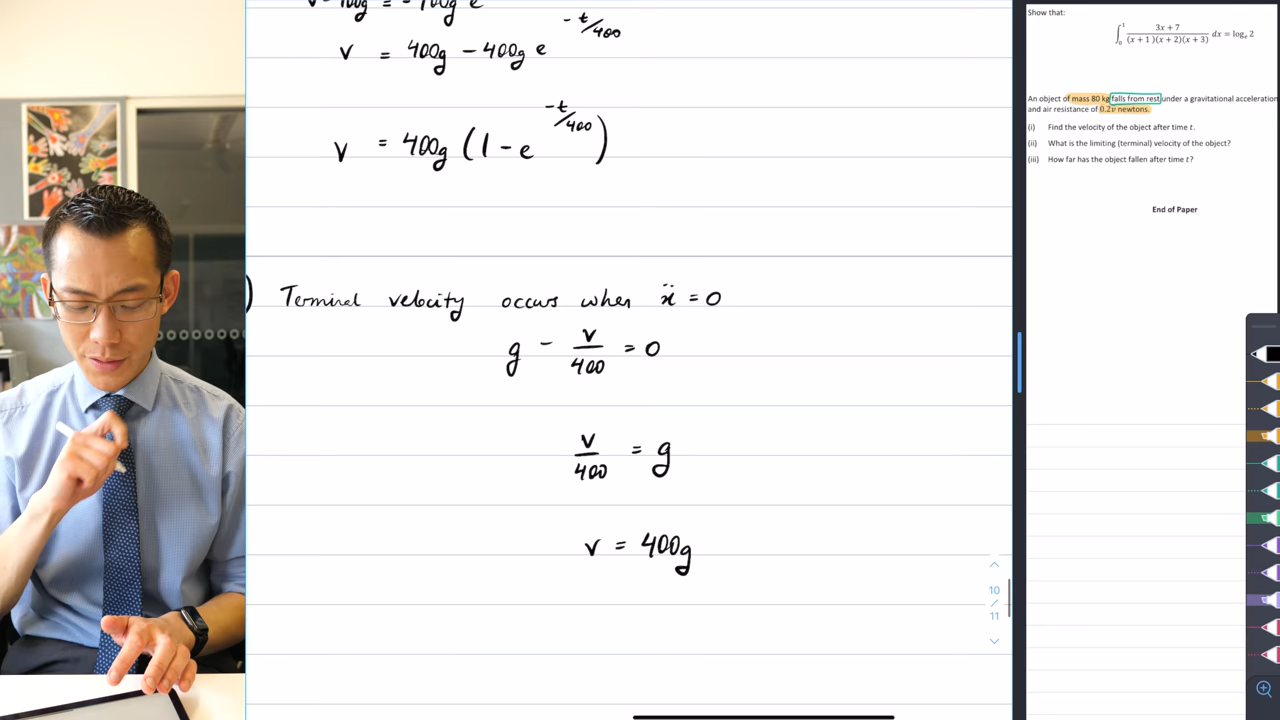 v - 400g = - 400g e
v = 400g - 400g e^{-t/400}
v = 400g (1 - e^{-t/400})
) Terminal velocity occurs when ẍ = 0
g - v/400 = 0
v/400 = g
v = 400g
10
/
11
Show that:
∫₀¹ (3x + 7)/((x + 1)(x + 2)(x + 3)) dx = logₑ 2
An object of mass 80 kg falls from rest under a gravitational acceleration
and air resistance of 0.2v newtons.
(i) Find the velocity of the object after time t.
(ii) What is the limiting (terminal) velocity of the object?
(iii) How far has the object fallen after time t?
End of Paper